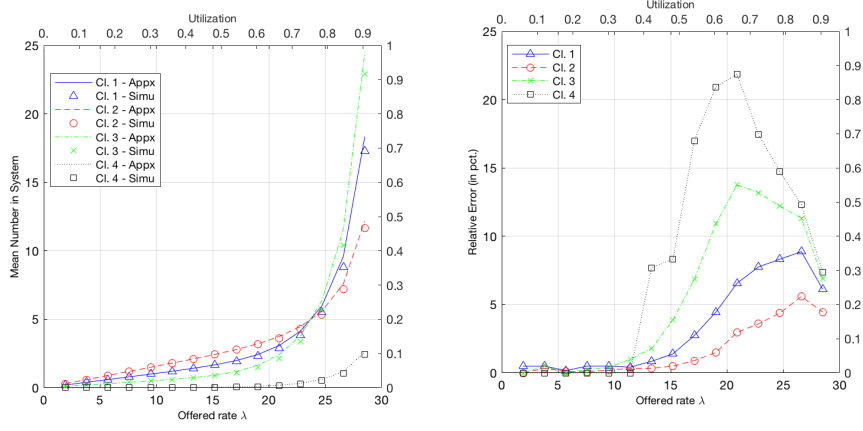 Utilization
0. 0.1 0.2 0.3 0.4 0.5 0.6 0.7 0.8 0.9
25
20
15
10
5
0
Mean Number in System
1
0.9
0.8
0.7
0.6
0.5
0.4
0.3
0.2
0.1
0
Cl. 1 - Appx
Cl. 1 - Simu
Cl. 2 - Appx
Cl. 2 - Simu
Cl. 3 - Appx
Cl. 3 - Simu
Cl. 4 - Appx
Cl. 4 - Simu
0 5 10 15 20 25 30
Offered rate λ
Utilization
0. 0.1 0.2 0.3 0.4 0.5 0.6 0.7 0.8 0.9
25
20
15
10
5
0
Relative Error (in pct.)
1
0.9
0.8
0.7
0.6
0.5
0.4
0.3
0.2
0.1
0
Cl. 1
Cl. 2
Cl. 3
Cl. 4
0 5 10 15 20 25 30
Offered rate λ